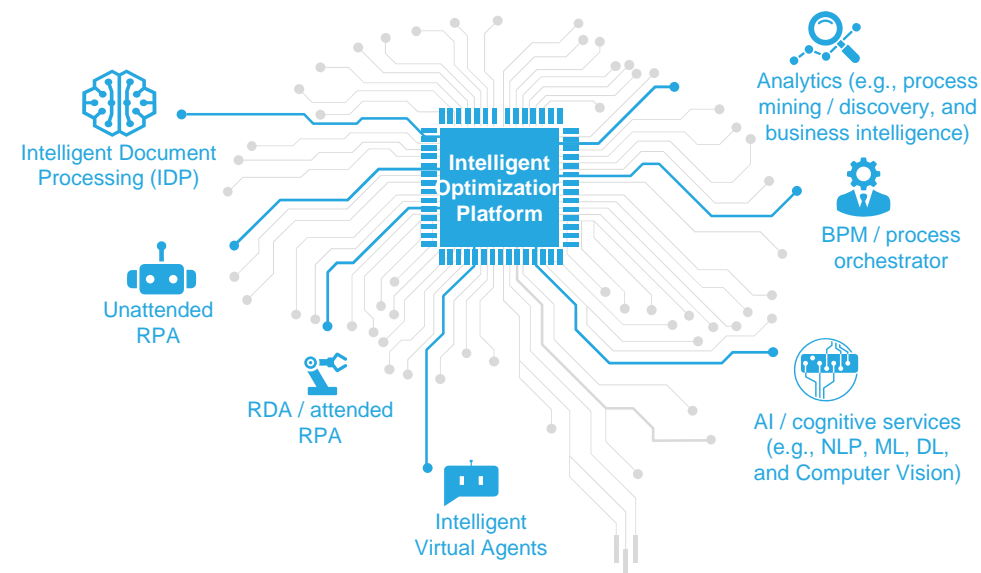 Analytics (e.g., process
mining / discovery, and
business intelligence)
Intelligent Document
Processing (IDP)
Intelligent
Optimization
Platform
BPM / process
orchestrator
Unattended
RPA
RDA / attended
RPA
AI / cognitive services
(e.g., NLP, ML, DL,
and Computer Vision)
Intelligent
Virtual Agents